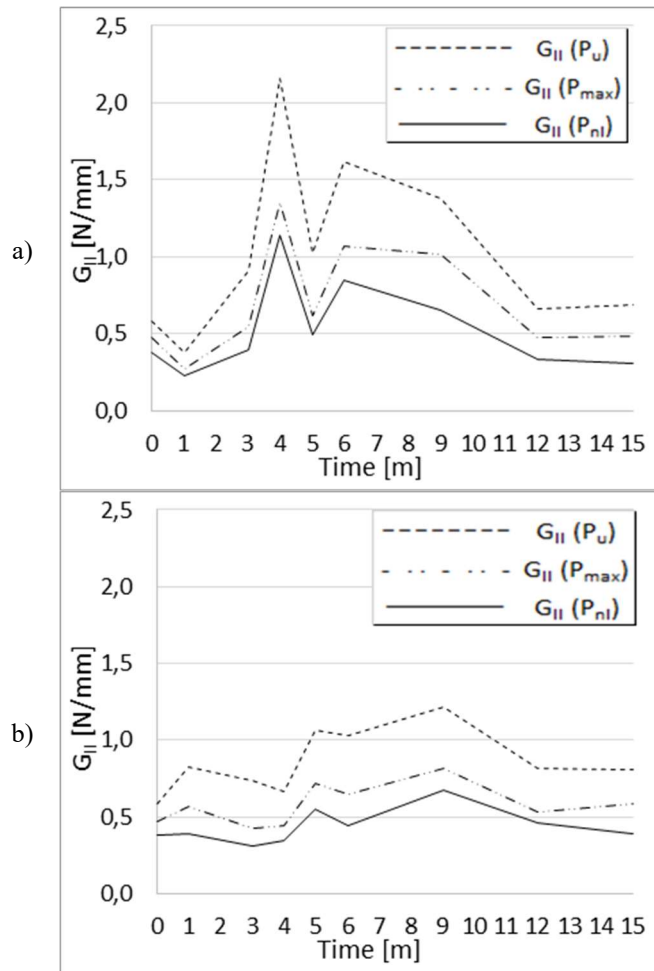 a)
G_II [N/mm]
2,5
2,0
1,5
1,0
0,5
0,0
G_II (P_u)
G_II (P_max)
G_II (P_nl)
0 1 2 3 4 5 6 7 8 9 10 11 12 13 14 15
Time [m]
b)
G_II [N/mm]
2,5
2,0
1,5
1,0
0,5
0,0
G_II (P_u)
G_II (P_max)
G_II (P_nl)
0 1 2 3 4 5 6 7 8 9 10 11 12 13 14 15
Time [m]